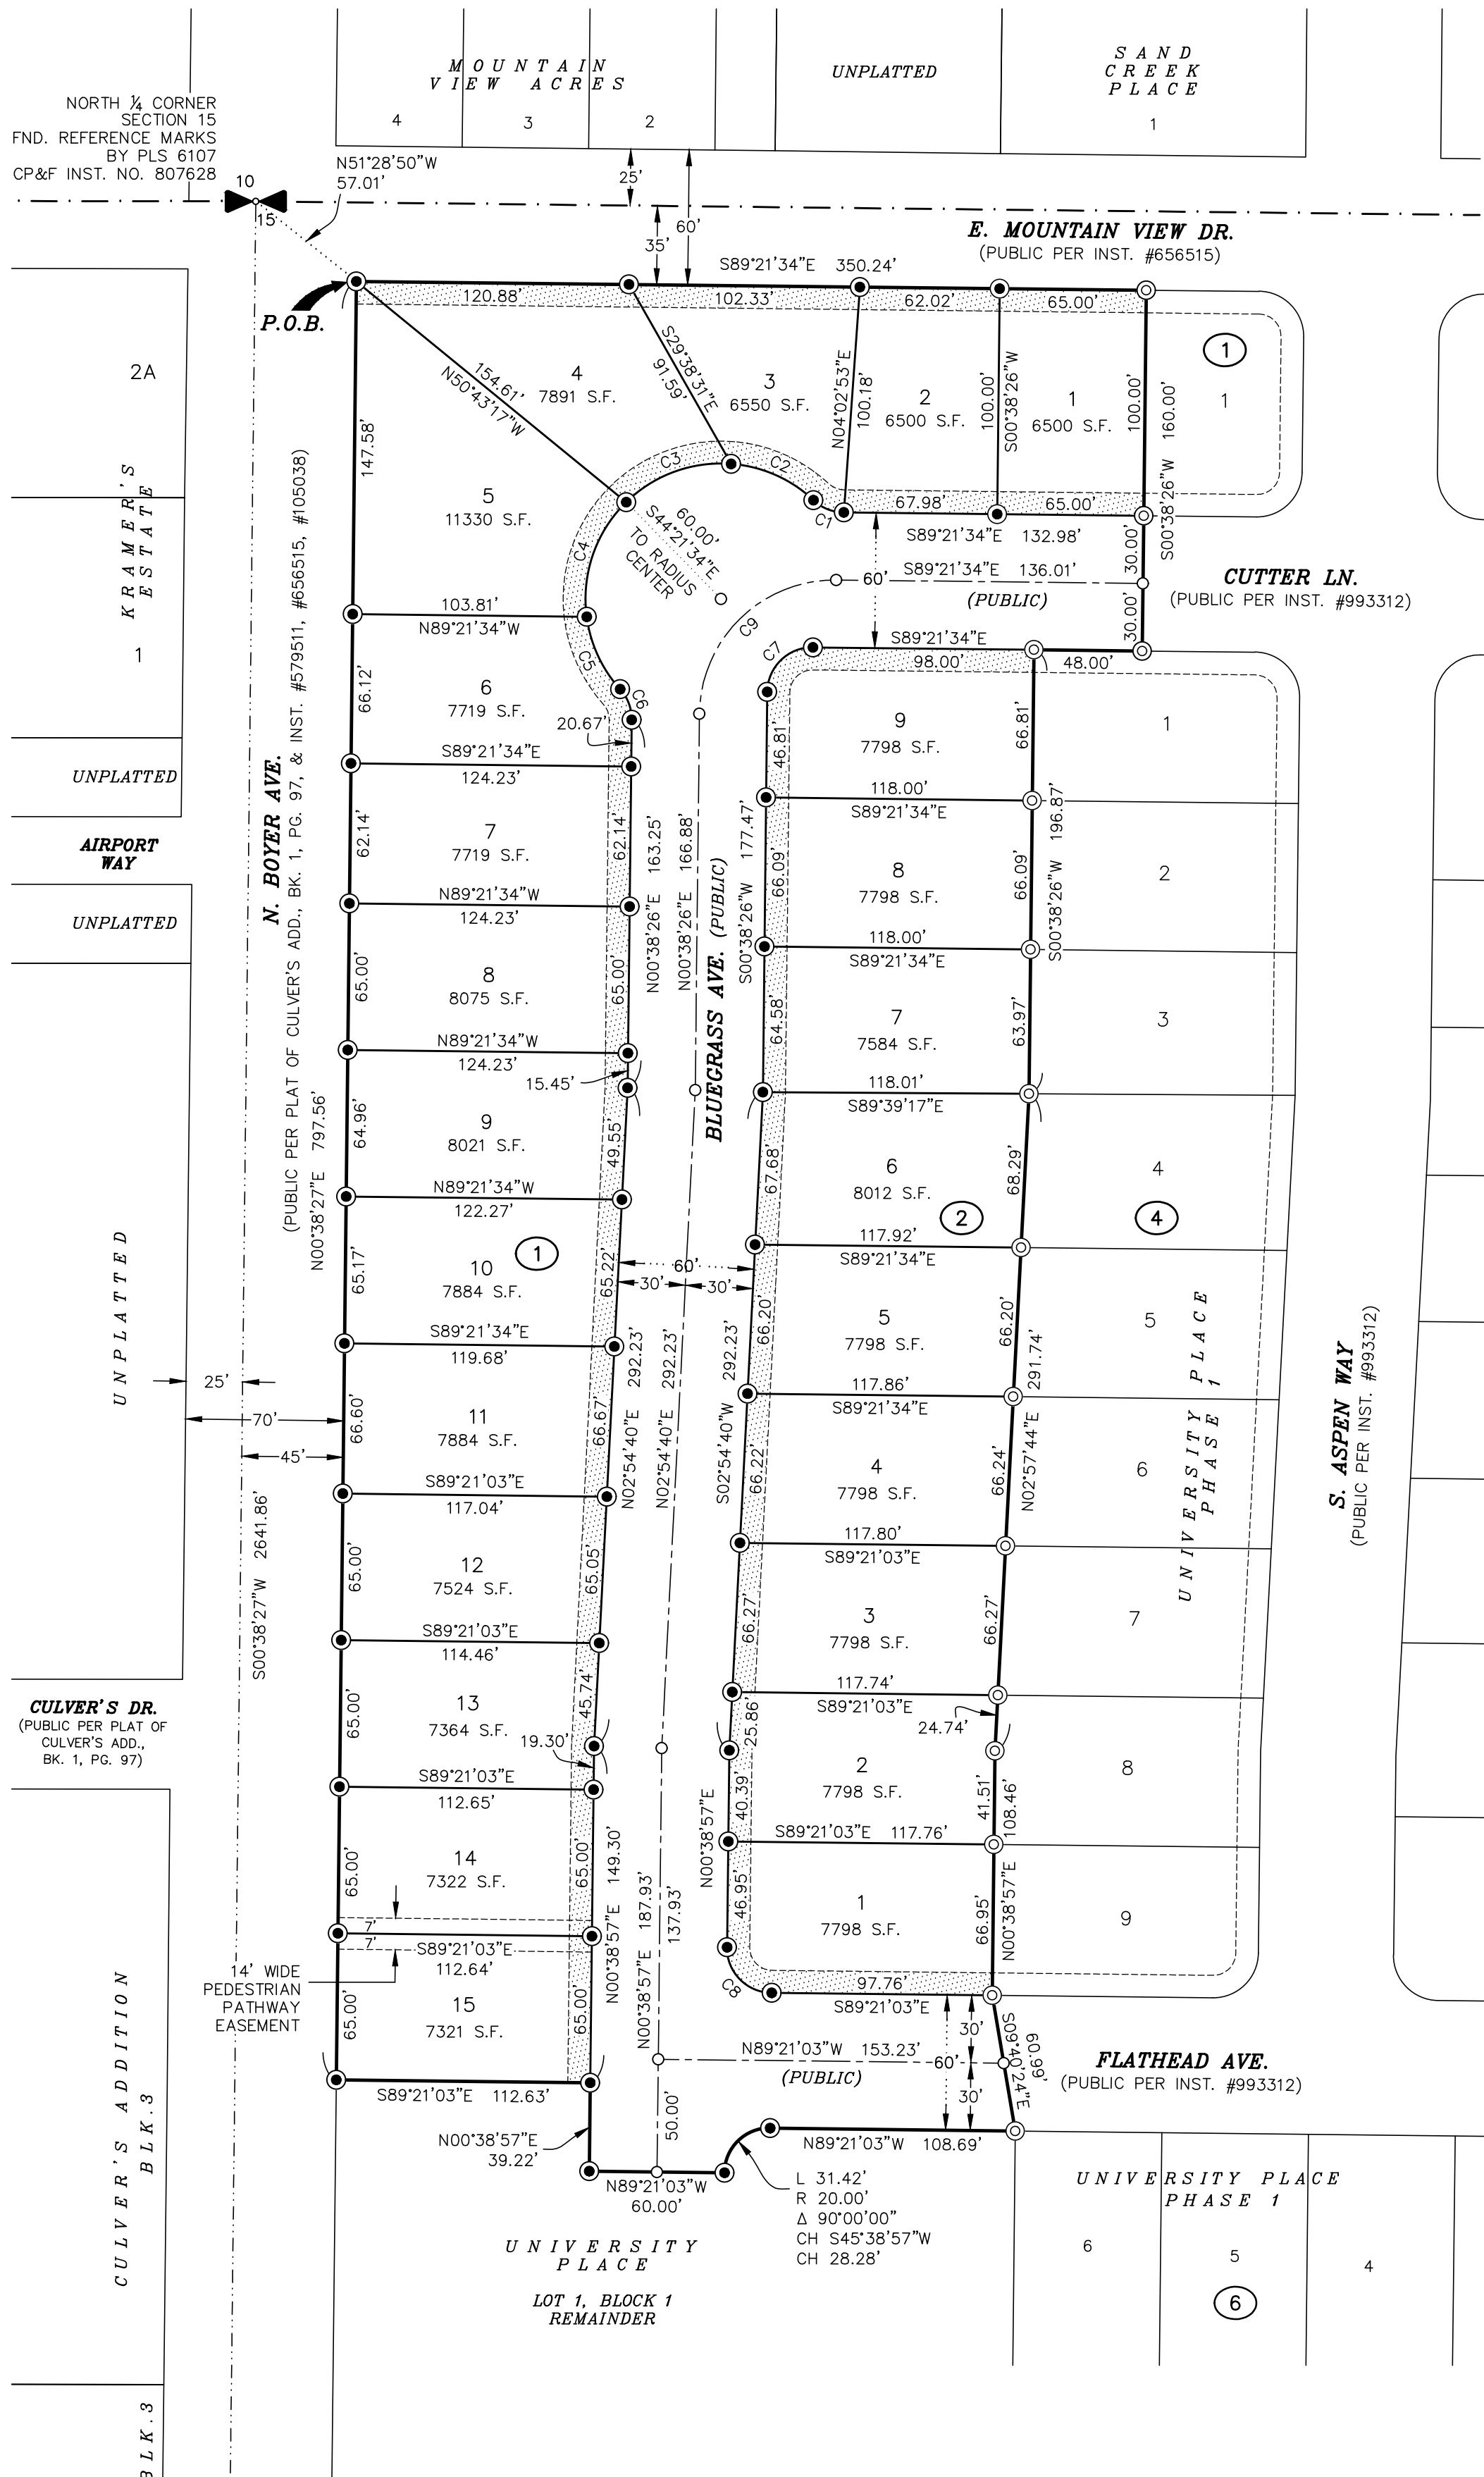 MOUNTAIN
VIEW ACRES
4
3
2
UNPLATTED
SAND
CREEK
PLACE
1
NORTH ¼ CORNER
SECTION 15
FND. REFERENCE MARKS
BY PLS 6107
CP&F INST. NO. 807628
10
15
N51°28'50"W
57.01'
25'
60'
35'
E. MOUNTAIN VIEW DR.
(PUBLIC PER INST. #656515)
S89°21'34"E 350.24'
P.O.B.
120.88'
102.33'
62.02'
65.00'
1
1
2A
KRAMER'S
ESTATE
1
154.61'
N50°43'17"W
4
7891 S.F.
S29°38'31"E
91.59'
3
6550 S.F.
N04°02'53"E
100.18'
2
6500 S.F.
100.00'
S00°38'26"W
1
6500 S.F.
100.00'
S00°38'26"W 160.00'
147.58'
5
11330 S.F.
C3
C2
C1
C4
60.00'
S44°21'34"E
TO RADIUS
CENTER
67.98'
65.00'
S89°21'34"E 132.98'
30.00'
S89°21'34"E 136.01'
60'
(PUBLIC)
CUTTER LN.
(PUBLIC PER INST. #993312)
30.00'
103.81'
N89°21'34"W
C5
C9
C7
S89°21'34"E
98.00'
48.00'
66.12'
6
7719 S.F.
C6
20.67'
S89°21'34"E
124.23'
9
7798 S.F.
46.81'
66.81'
1
118.00'
S89°21'34"E
UNPLATTED
AIRPORT
WAY
UNPLATTED
N. BOYER AVE.
(PUBLIC PER PLAT OF CULVER'S ADD., BK. 1, PG. 97, & INST. #579511, #656515, #105038)
N00°38'27"E 797.56'
62.14'
7
7719 S.F.
62.14'
N00°38'26"E 163.25'
N00°38'26"E 166.88'
BLUEGRASS AVE. (PUBLIC)
S00°38'26"W 177.47'
66.09'
8
7798 S.F.
66.09'
S00°38'26"W 196.87'
2
N89°21'34"W
124.23'
118.00'
S89°21'34"E
65.00'
8
8075 S.F.
65.00'
64.58'
7
7584 S.F.
63.97'
3
N89°21'34"W
124.23'
15.45'
118.01'
S89°39'17"E
64.96'
9
8021 S.F.
49.55'
67.68'
6
8012 S.F.
68.29'
4
N89°21'34"W
122.27'
2
4
117.92'
S89°21'34"E
1
65.17'
10
7884 S.F.
65.22'
60'
30'
30'
UNPLATTED
S89°21'34"E
119.68'
66.20'
5
7798 S.F.
66.20'
291.74'
N02°57'44"E
5
UNIVERSITY PLACE
PHASE 1
S. ASPEN WAY
(PUBLIC PER INST. #993312)
25'
70'
45'
S00°38'27"W 2641.86'
66.60'
11
7884 S.F.
66.67'
N02°54'40"E 292.23'
N02°54'40"E 292.23'
S02°54'40"W 292.23'
117.86'
S89°21'34"E
66.22'
4
7798 S.F.
66.24'
6
S89°21'03"E
117.04'
117.80'
S89°21'03"E
65.00'
12
7524 S.F.
65.05'
66.27'
3
7798 S.F.
66.27'
7
S89°21'03"E
114.46'
117.74'
S89°21'03"E
24.74'
CULVER'S DR.
(PUBLIC PER PLAT OF
CULVER'S ADD.,
BK. 1, PG. 97)
65.00'
13
7364 S.F.
45.74'
19.30'
25.86'
2
7798 S.F.
40.39'
41.51'
108.46'
N00°38'57"E
8
S89°21'03"E
112.65'
S89°21'03"E 117.76'
65.00'
14
7322 S.F.
65.00'
N00°38'57"E 149.30'
N00°38'57"E 187.93'
137.93'
N00°38'57"E
46.95'
1
7798 S.F.
66.95'
9
7'
7'
S89°21'03"E
112.64'
14' WIDE
PEDESTRIAN
PATHWAY
EASEMENT
65.00'
15
7321 S.F.
65.00'
C8
97.76'
S89°21'03"E
30'
S09°40'24"E
60.99'
N89°21'03"W 153.23'
60'
(PUBLIC)
30'
FLATHEAD AVE.
(PUBLIC PER INST. #993312)
S89°21'03"E 112.63'
50.00'
N00°38'57"E
39.22'
N89°21'03"W 108.69'
N89°21'03"W
60.00'
L 31.42'
R 20.00'
Δ 90°00'00"
CH S45°38'57"W
CH 28.28'
UNIVERSITY PLACE
PHASE 1
6
5
4
6
UNIVERSITY
PLACE
LOT 1, BLOCK 1
REMAINDER
CULVER'S ADDITION
BLK.3
BLK.3